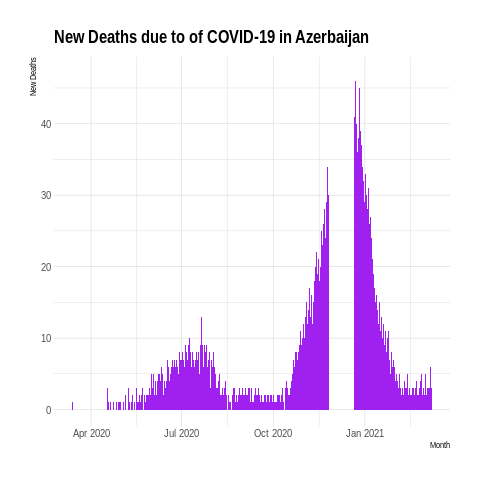 New Deaths due to of COVID-19 in Azerbaijan
New Deaths
40
30
20
10
0
Apr 2020 Jul 2020 Oct 2020 Jan 2021
Month